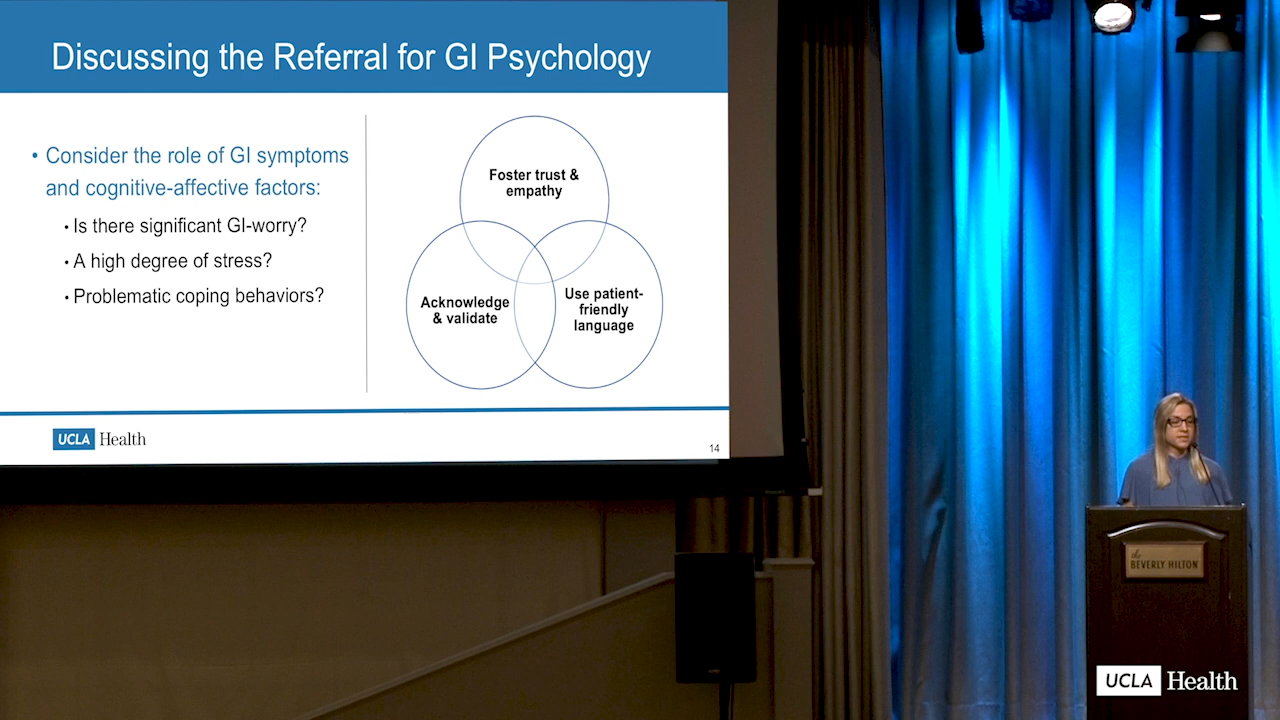 Discussing the Referral for GI Psychology
• Consider the role of GI symptoms
and cognitive-affective factors:
• Is there significant GI-worry?
• A high degree of stress?
• Problematic coping behaviors?
Foster trust &
empathy
Acknowledge
& validate
Use patient-
friendly
language
UCLA Health
14
the
BEVERLY HILTON
UCLA Health